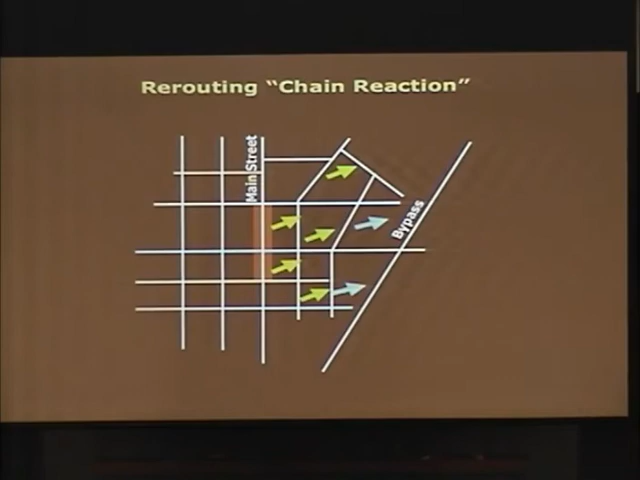 Rerouting “Chain Reaction”
Main Street
Bypass